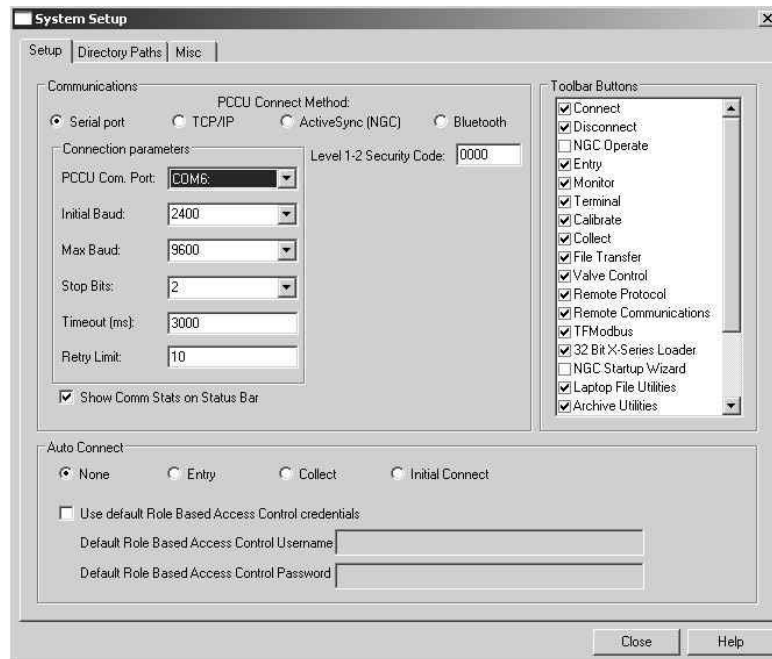 System Setup
Setup Directory Paths Misc
Communications
PCCU Connect Method:
Serial port TCP/IP ActiveSync (NGC) Bluetooth
Connection parameters
Level 1-2 Security Code: 0000
PCCU Com. Port: COM6:
Initial Baud: 2400
Max Baud: 9600
Stop Bits: 2
Timeout (ms): 3000
Retry Limit: 10
Show Comm Stats on Status Bar
Toolbar Buttons
Connect
Disconnect
NGC Operate
Entry
Monitor
Terminal
Calibrate
Collect
File Transfer
Valve Control
Remote Protocol
Remote Communications
TFModbus
32 Bit X-Series Loader
NGC Startup Wizard
Laptop File Utilities
Archive Utilities
Auto Connect
None Entry Collect Initial Connect
Use default Role Based Access Control credentials
Default Role Based Access Control Username
Default Role Based Access Control Password
Close Help